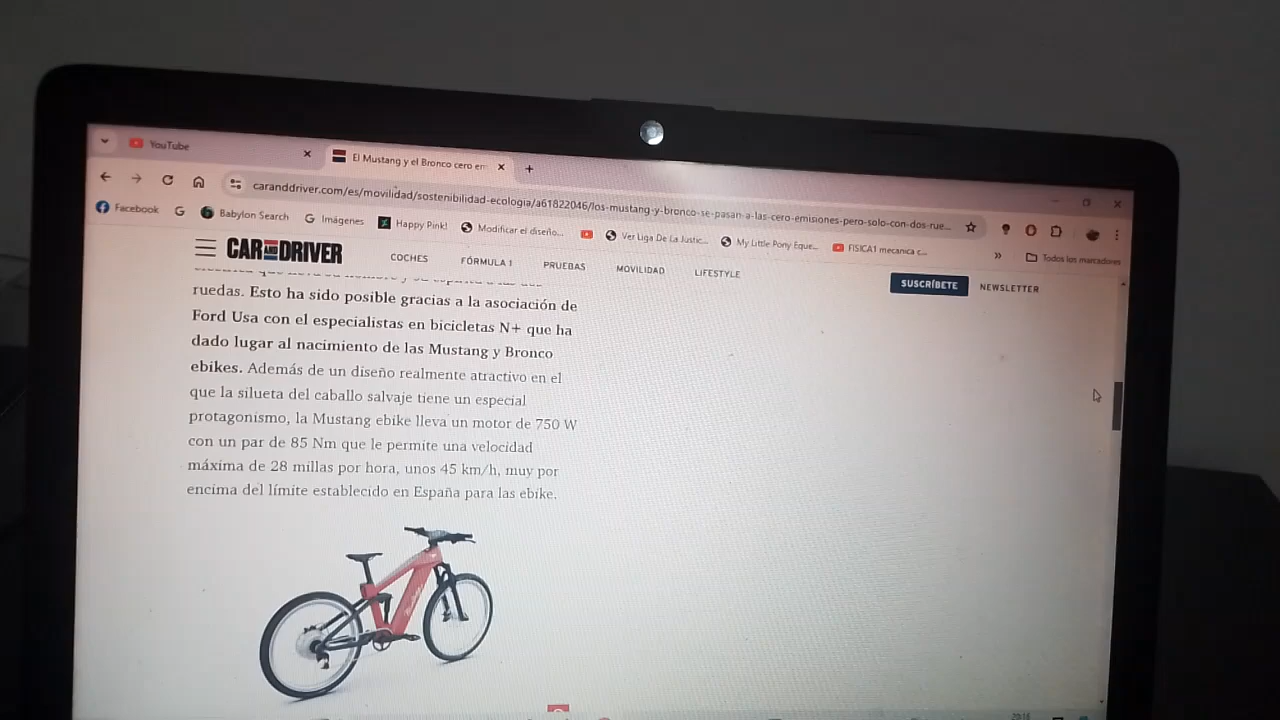 YouTube
El Mustang y el Bronco cero em
caranddriver.com/es/movilidad/sostenibilidad-ecologia/a61822046/los-mustang-y-bronco-se-pasan-a-las-cero-emisiones-pero-solo-con-dos-rue...
Facebook
Babylon Search
Imágenes
Happy Pink!
Modificar el diseño...
Ver Liga De La Justic...
My Little Pony Eque...
FISICA1 mecanica c...
»
Todos los marcadores
CAR AND DRIVER
COCHES
FÓRMULA 1
PRUEBAS
MOVILIDAD
LIFESTYLE
SUSCRÍBETE
NEWSLETTER
ruedas. Esto ha sido posible gracias a la asociación de
Ford Usa con el especialistas en bicicletas N+ que ha
dado lugar al nacimiento de las Mustang y Bronco
ebikes. Además de un diseño realmente atractivo en el
que la silueta del caballo salvaje tiene un especial
protagonismo, la Mustang ebike lleva un motor de 750 W
con un par de 85 Nm que le permite una velocidad
máxima de 28 millas por hora, unos 45 km/h, muy por
encima del límite establecido en España para las ebike.